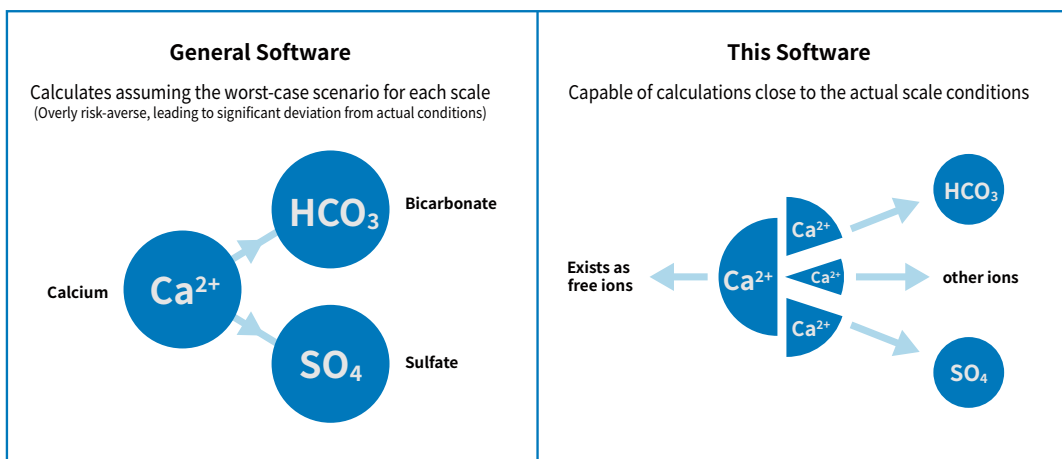 General Software
Calculates assuming the worst-case scenario for each scale
(Overly risk-averse, leading to significant deviation from actual conditions)
HCO₃
Bicarbonate
Ca²⁺
Calcium
SO₄
Sulfate
This Software
Capable of calculations close to the actual scale conditions
HCO₃
Ca²⁺
Exists as
free ions
Ca²⁺
Ca²⁺
other ions
Ca²⁺
SO₄